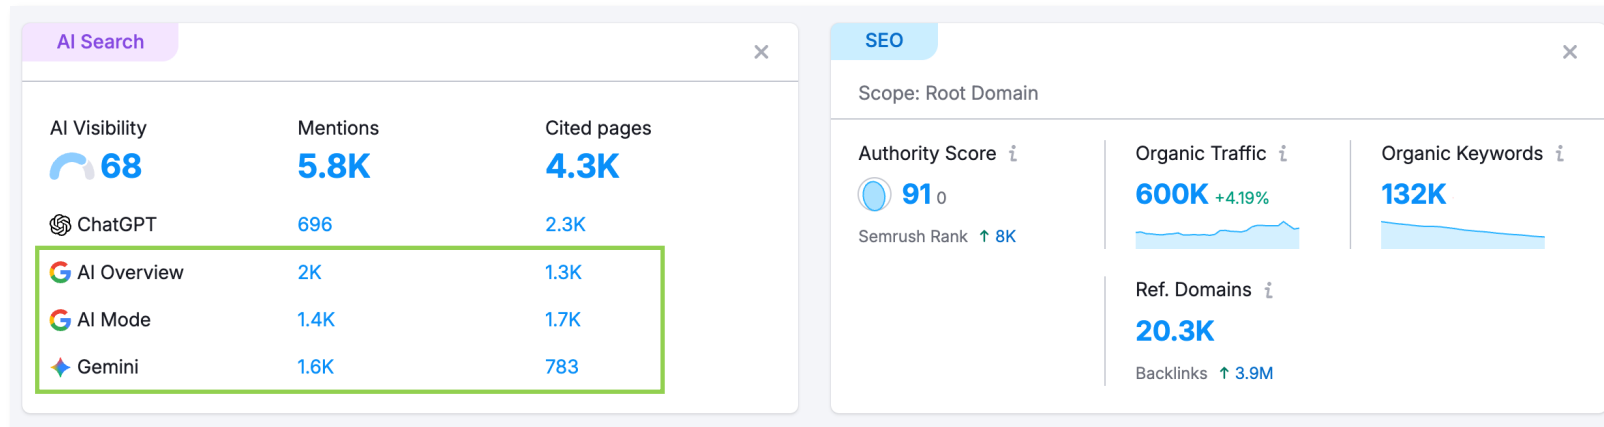 AI Search
AI Visibility Mentions Cited pages
68 5.8K 4.3K
ChatGPT 696 2.3K
AI Overview 2K 1.3K
AI Mode 1.4K 1.7K
Gemini 1.6K 783
SEO
Scope: Root Domain
Authority Score Organic Traffic Organic Keywords
91 0 600K +4.19% 132K
Semrush Rank ↑ 8K
Ref. Domains
20.3K
Backlinks ↑ 3.9M